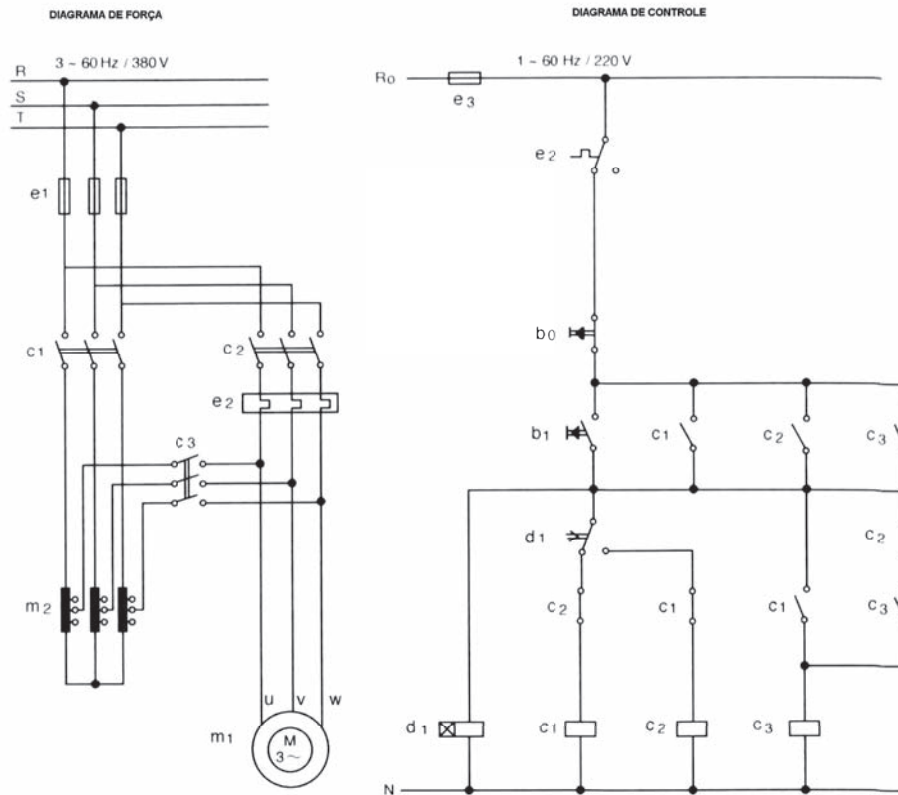 DIAGRAMA DE FORÇA
3 ~ 60 Hz / 380 V
R
S
T
e1
c1
c2
e2
c3
m2
u v w
m1
M
3~
DIAGRAMA DE CONTROLE
1 ~ 60 Hz / 220 V
Ro
e3
e2
b0
b1
c1
c2
c3
d1
c2
c2
c1
c1
c3
d1
c1
c2
c3
N